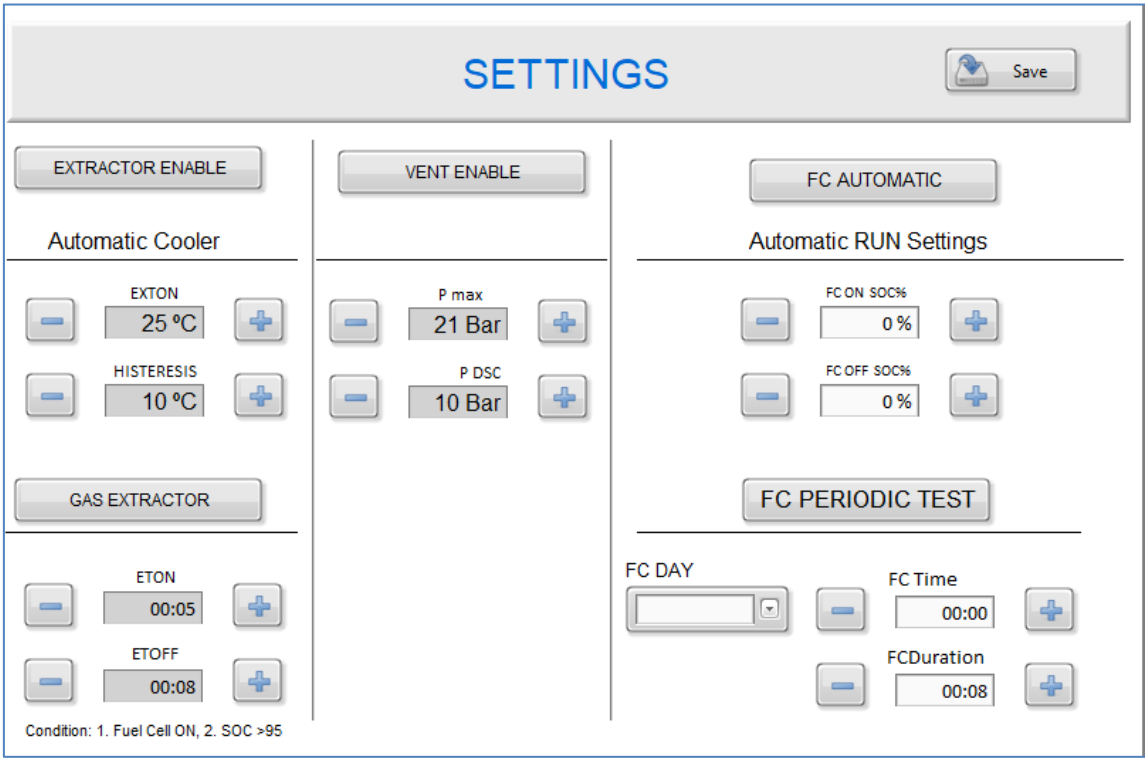 SETTINGS
Save
EXTRACTOR ENABLE
Automatic Cooler
EXTON
25 ºC
HISTERESIS
10 ºC
GAS EXTRACTOR
ETON
00:05
ETOFF
00:08
Condition: 1. Fuel Cell ON, 2. SOC >95
VENT ENABLE
P max
21 Bar
P DSC
10 Bar
FC AUTOMATIC
Automatic RUN Settings
FC ON SOC%
0 %
FC OFF SOC%
0 %
FC PERIODIC TEST
FC DAY
FC Time
00:00
FCDuration
00:08